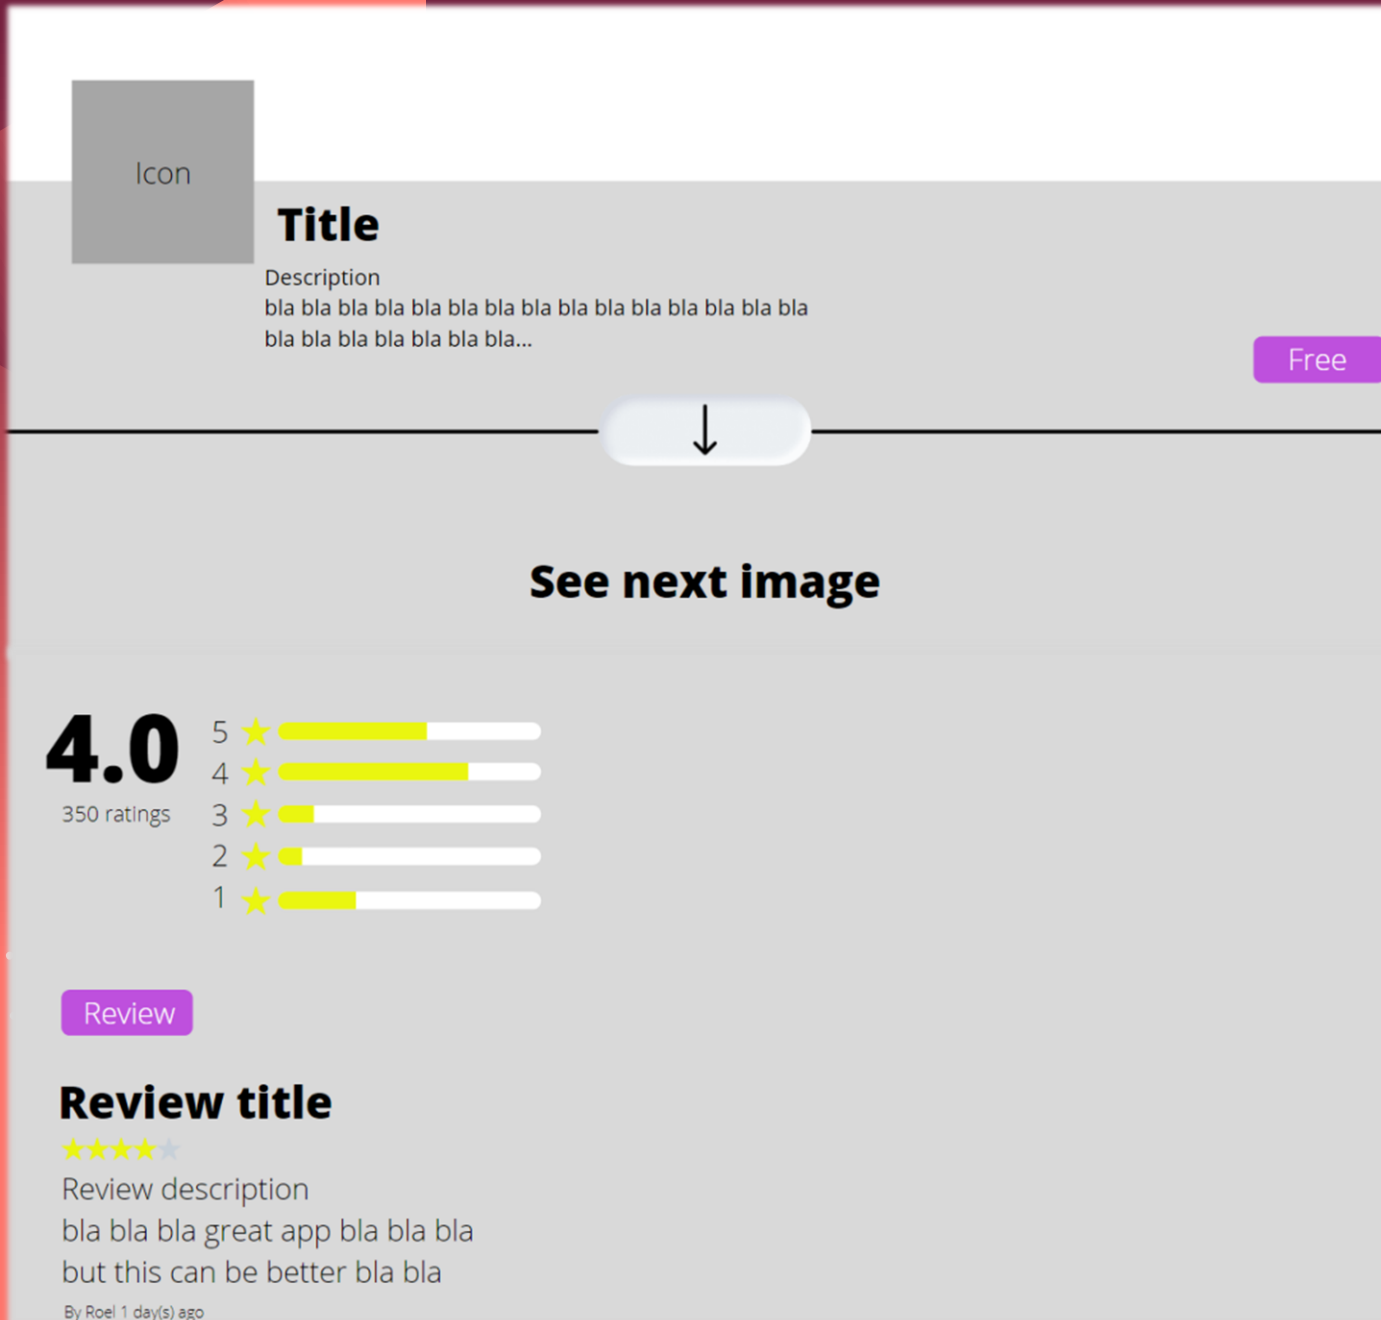 Icon
Title
Description
bla bla bla bla bla bla bla bla bla bla bla bla bla bla bla
bla bla bla bla bla bla bla...
Free
See next image
4.0
350 ratings
5
4
3
2
1
Review
Review title
Review description
bla bla bla great app bla bla bla
but this can be better bla bla
By Roel 1 day(s) ago